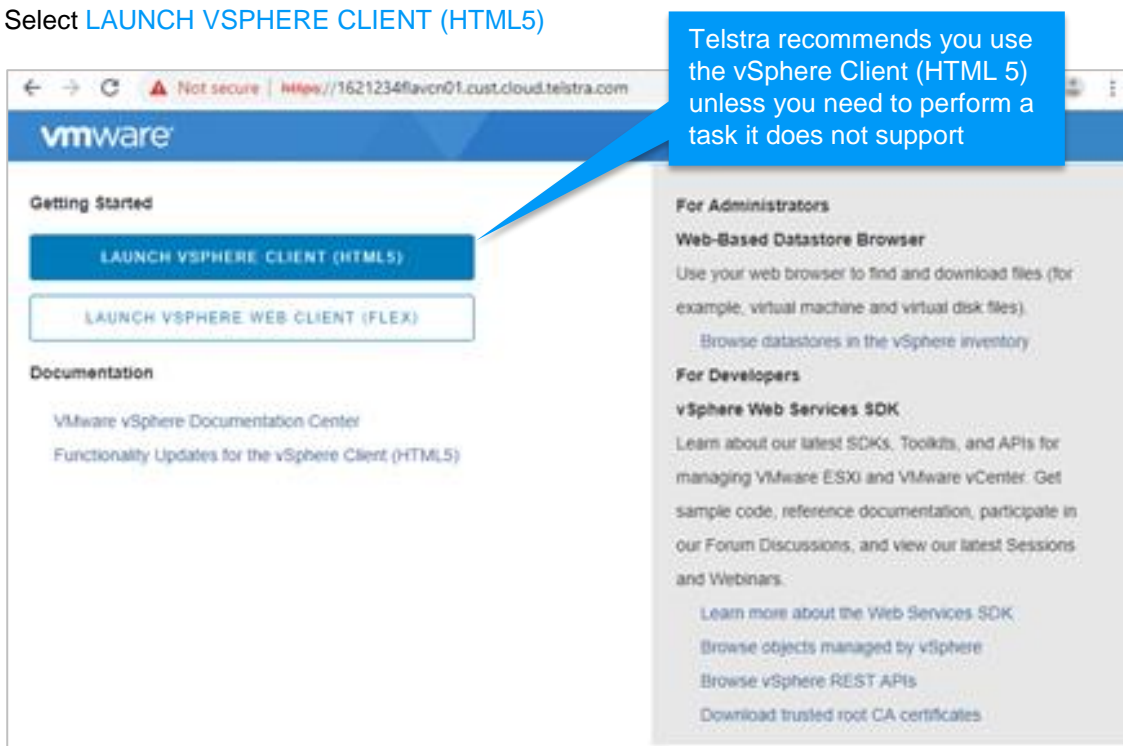 Select LAUNCH VSPHERE CLIENT (HTML5)
Telstra recommends you use
the vSphere Client (HTML 5)
unless you need to perform a
task it does not support
Not secure | https://1621234flavcn01.cust.cloud.telstra.com
vmware
Getting Started
LAUNCH VSPHERE CLIENT (HTML5)
LAUNCH VSPHERE WEB CLIENT (FLEX)
Documentation
VMware vSphere Documentation Center
Functionality Updates for the vSphere Client (HTML5)
For Administrators
Web-Based Datastore Browser
Use your web browser to find and download files (for
example, virtual machine and virtual disk files).
Browse datastores in the vSphere inventory
For Developers
vSphere Web Services SDK
Learn about our latest SDKs, Toolkits, and APIs for
managing VMware ESXi and VMware vCenter. Get
sample code, reference documentation, participate in
our Forum Discussions, and view our latest Sessions
and Webinars.
Learn more about the Web Services SDK
Browse objects managed by vSphere
Browse vSphere REST APIs
Download trusted root CA certificates